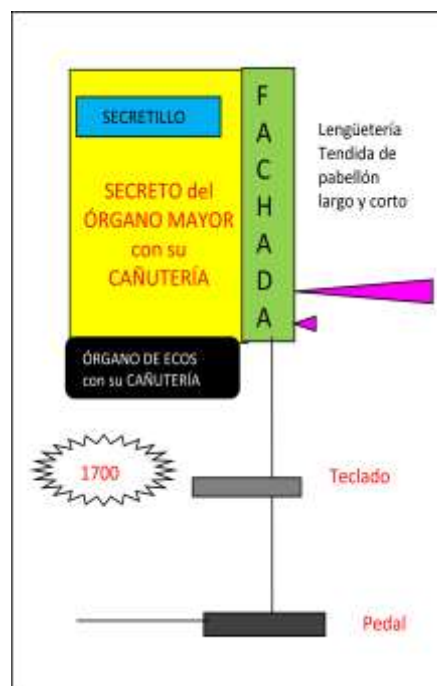 SECRETILLO
SECRETO del
ÓRGANO MAYOR
con su
CAÑUTERÍA
FACHADA
Lengüetería
Tendida de
pabellón
largo y corto
ÓRGANO DE ECOS
con su CAÑUTERÍA
1700
Teclado
Pedal